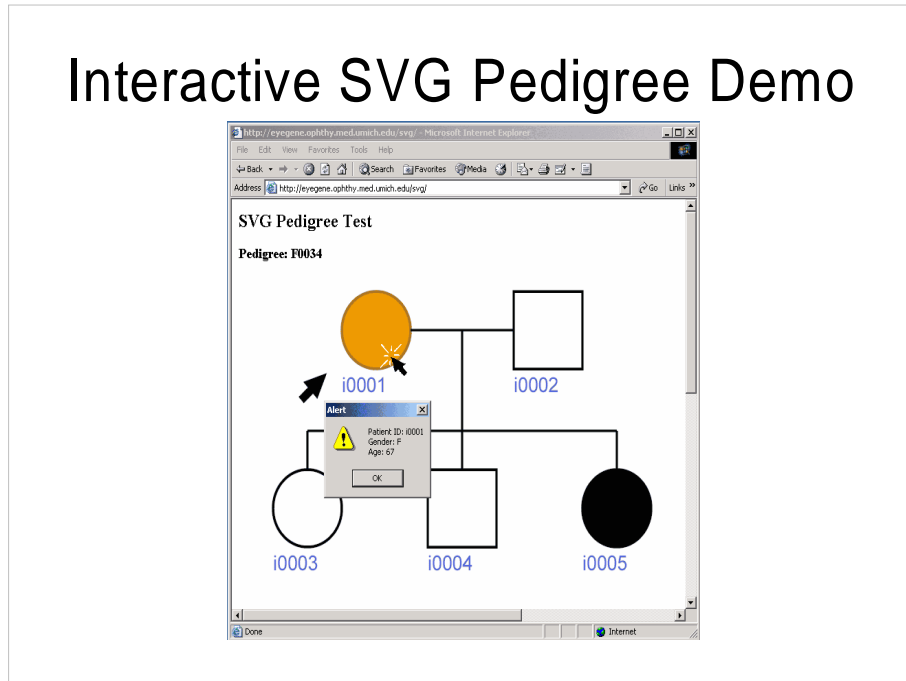 Interactive SVG Pedigree Demo
http://eyegene.ophthy.med.umich.edu/svg/ - Microsoft Internet Explorer
File Edit View Favorites Tools Help
Back Search Favorites Media
Address http://eyegene.ophthy.med.umich.edu/svg/ Go Links »
SVG Pedigree Test
Pedigree: F0034
i0001 i0002
Alert
Patient ID: i0001
Gender: F
Age: 67
OK
i0003 i0004 i0005
Done Internet